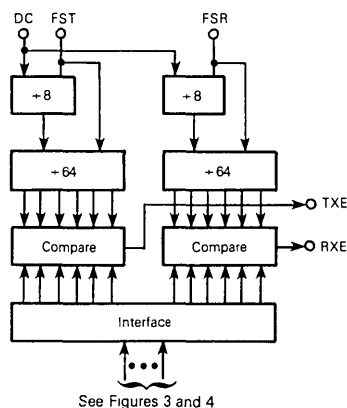 DC FST FSR
÷8 ÷8
÷64 ÷64
TXE
Compare Compare
RXE
Interface
See Figures 3 and 4